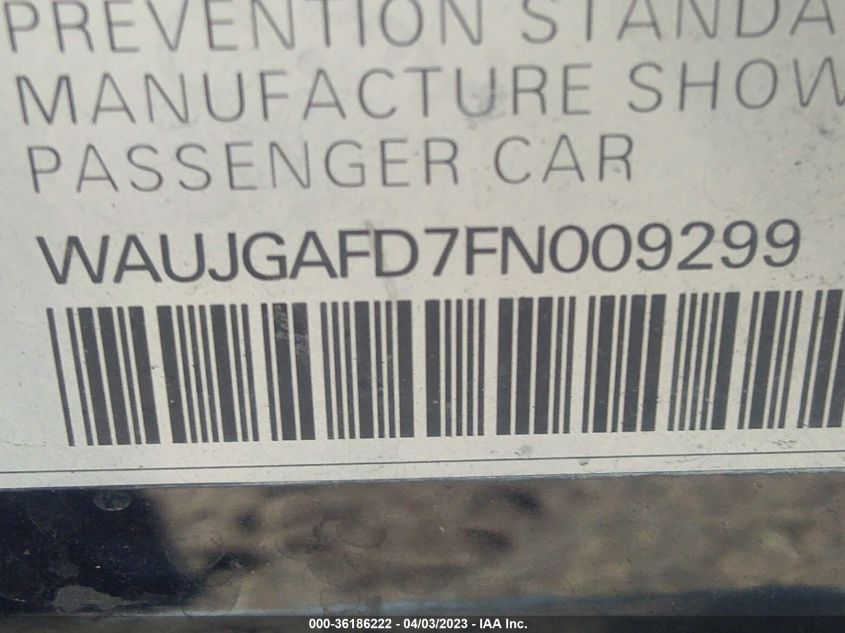 PREVENTION STANDA
MANUFACTURE SHOW
PASSENGER CAR
WAUJGAFD7FN009299
000-36186222 - 04/03/2023 - IAA Inc.